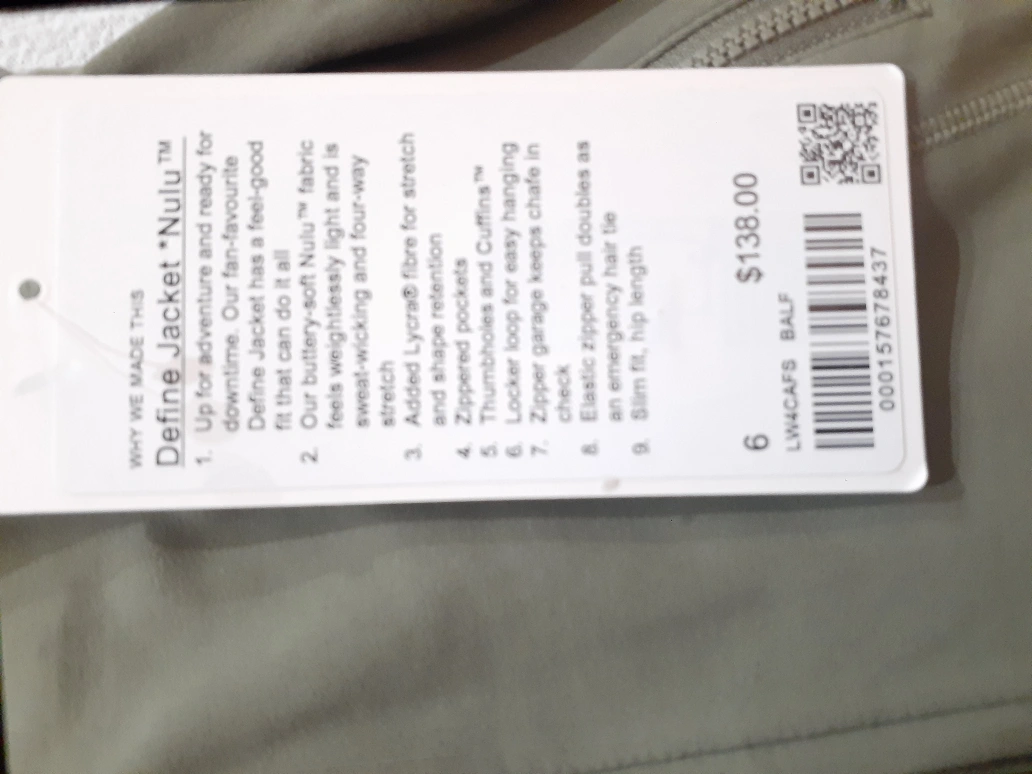 WHY WE MADE THIS
Define Jacket *Nulu™
1. Up for adventure and ready for
downtime. Our fan-favourite
Define Jacket has a feel-good
fit that can do it all
2. Our buttery-soft Nulu™ fabric
feels weightlessly light and is
sweat-wicking and four-way
stretch
3. Added Lycra® fibre for stretch
and shape retention
4. Zippered pockets
5. Thumbholes and Cuffins™
6. Locker loop for easy hanging
7. Zipper garage keeps chafe in
check
8. Elastic zipper pull doubles as
an emergency hair tie
9. Slim fit, hip length
6 $138.00
LW4CAFS BALF
000157678437